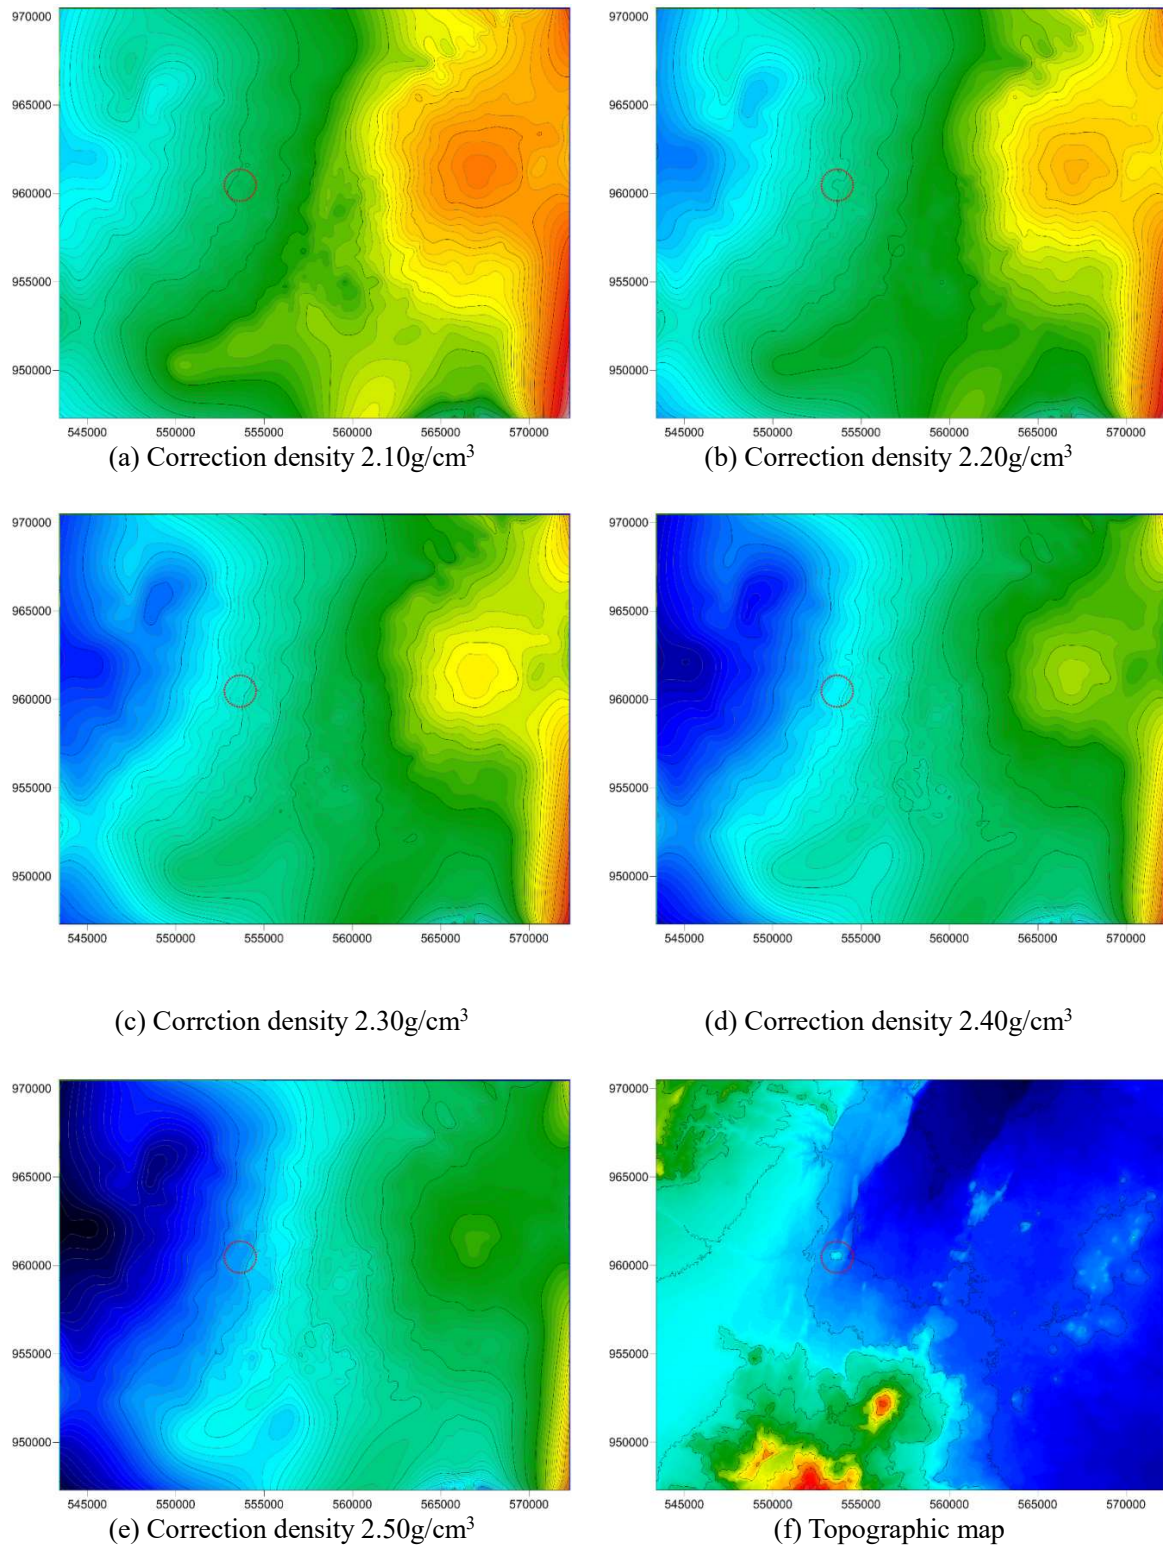 970000
965000
960000
955000
950000
545000 550000 555000 560000 565000 570000
(a) Correction density 2.10g/cm³
970000
965000
960000
955000
950000
545000 550000 555000 560000 565000 570000
(b) Correction density 2.20g/cm³
970000
965000
960000
955000
950000
545000 550000 555000 560000 565000 570000
(c) Corrction density 2.30g/cm³
970000
965000
960000
955000
950000
545000 550000 555000 560000 565000 570000
(d) Correction density 2.40g/cm³
970000
965000
960000
955000
950000
545000 550000 555000 560000 565000 570000
(e) Correction density 2.50g/cm³
970000
965000
960000
955000
950000
545000 550000 555000 560000 565000 570000
(f) Topographic map